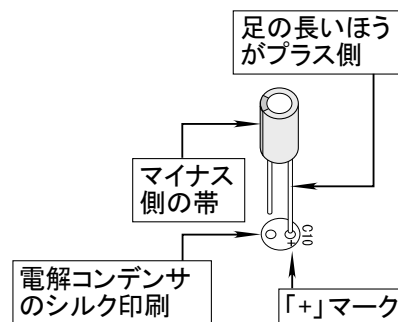 足の長いほう
がプラス側
マイナス
側の帯
C10
+
電解コンデンサ
のシルク印刷
「+」マーク